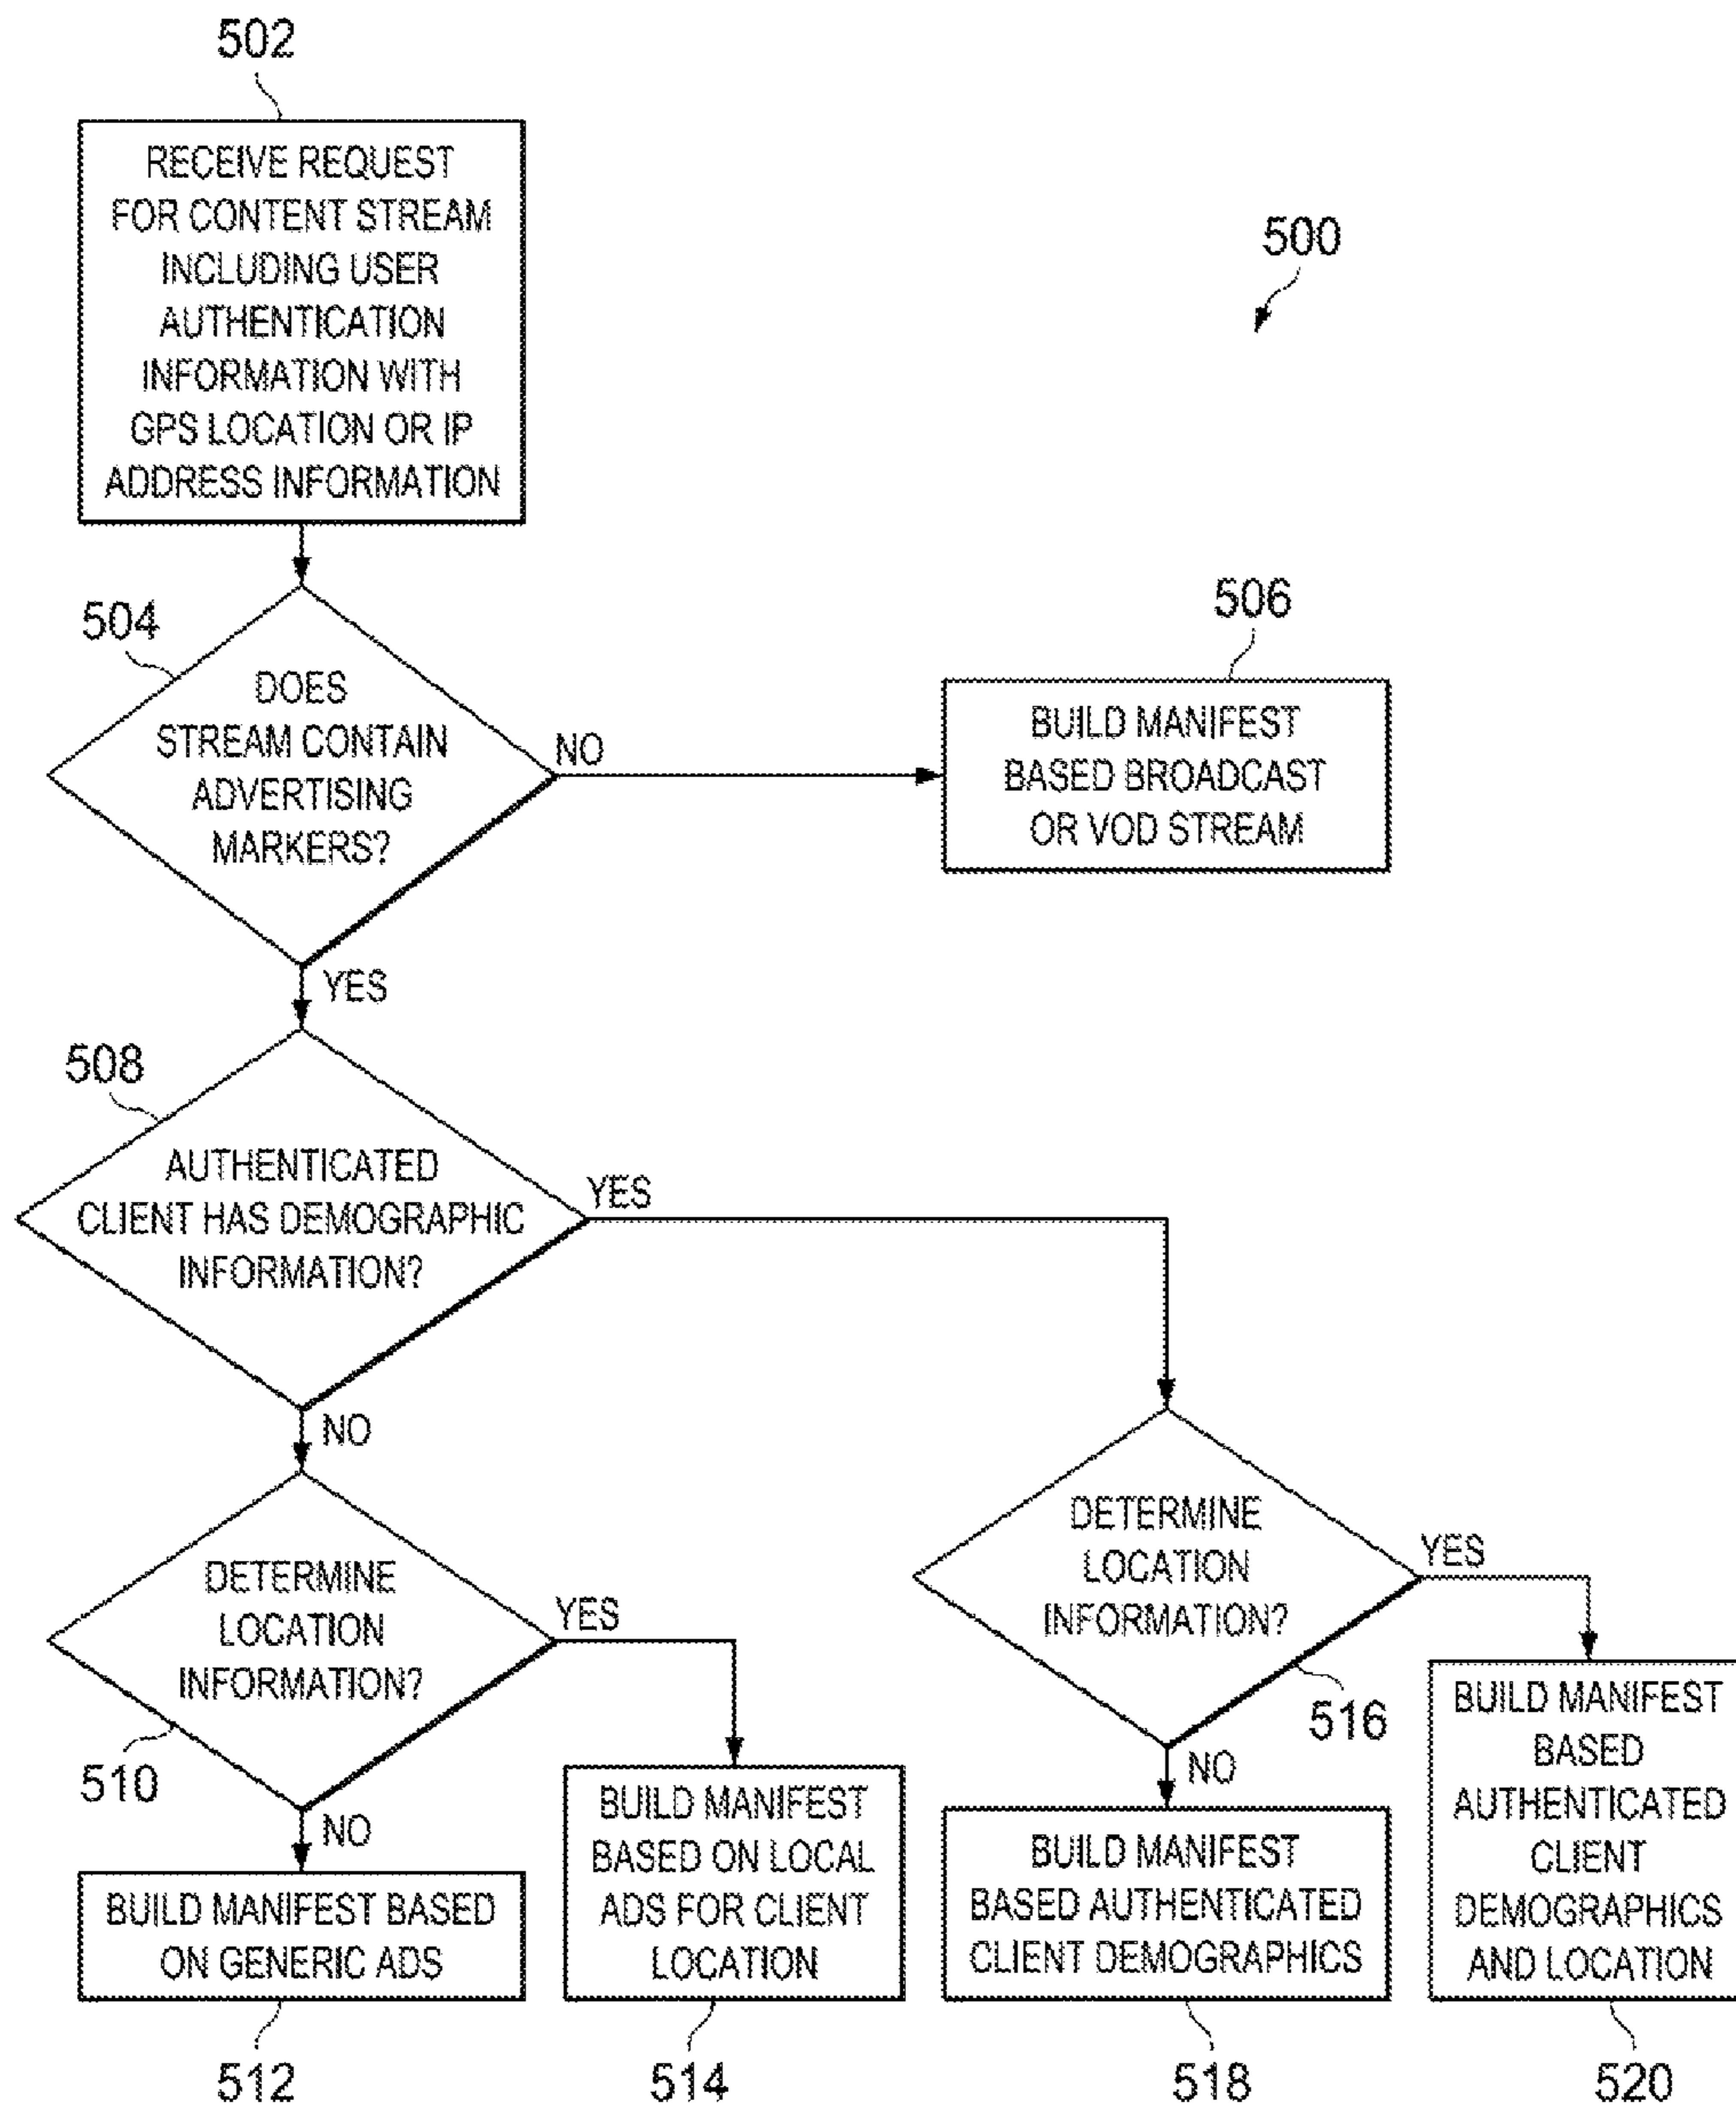 502
RECEIVE REQUEST
FOR CONTENT STREAM
INCLUDING USER
AUTHENTICATION
INFORMATION WITH
GPS LOCATION OR IP
ADDRESS INFORMATION
500
504
DOES
STREAM CONTAIN
ADVERTISING
MARKERS?
NO
506
BUILD MANIFEST
BASED BROADCAST
OR VOD STREAM
YES
508
AUTHENTICATED
CLIENT HAS DEMOGRAPHIC
INFORMATION?
YES
NO
DETERMINE
LOCATION
INFORMATION?
510
YES
NO
DETERMINE
LOCATION
INFORMATION?
516
YES
NO
BUILD MANIFEST BASED
ON GENERIC ADS
512
BUILD MANIFEST
BASED ON LOCAL
ADS FOR CLIENT
LOCATION
514
BUILD MANIFEST
BASED AUTHENTICATED
CLIENT DEMOGRAPHICS
518
BUILD MANIFEST
BASED
AUTHENTICATED
CLIENT
DEMOGRAPHICS
AND LOCATION
520